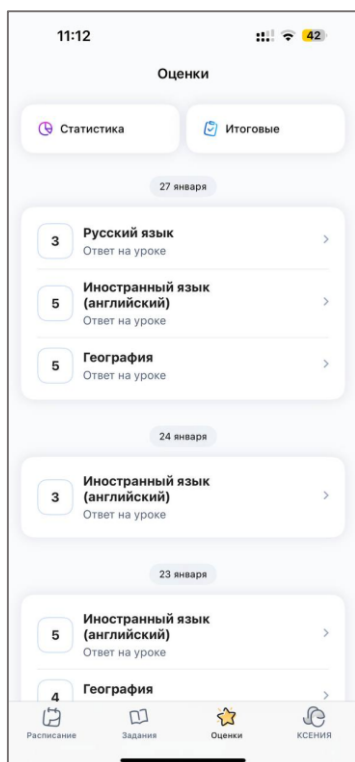 11:12
42
Оценки
Статистика
Итоговые
27 января
3
Русский язык
Ответ на уроке
Иностранный язык
5
(английский)
Ответ на уроке
5
География
Ответ на уроке
24 января
Иностранный язык
3
(английский)
Ответ на уроке
23 января
Иностранный язык
5
(английский)
Ответ на уроке
4
География
Расписание
Задания
Оценки
КСЕНИЯ